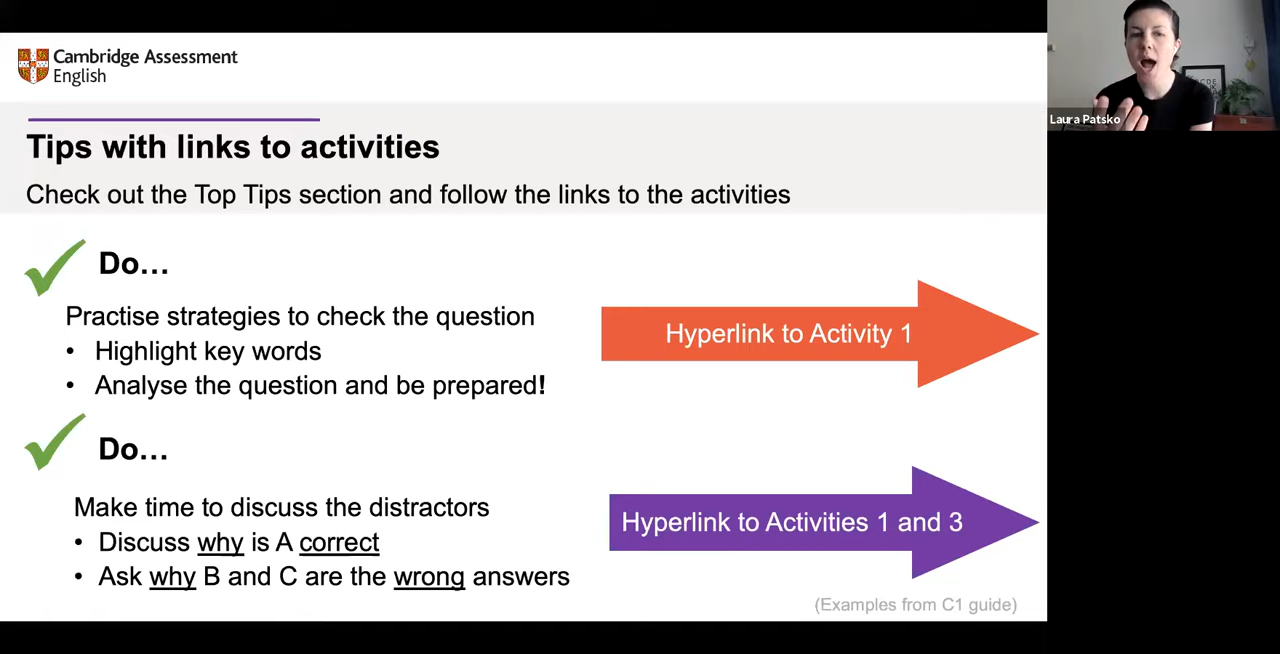 Cambridge Assessment
English
Tips with links to activities
Check out the Top Tips section and follow the links to the activities
Do…
Practise strategies to check the question
• Highlight key words
• Analyse the question and be prepared!
Hyperlink to Activity 1
Do…
Make time to discuss the distractors
• Discuss why is A correct
• Ask why B and C are the wrong answers
Hyperlink to Activities 1 and 3
(Examples from C1 guide)
Laura Patsko